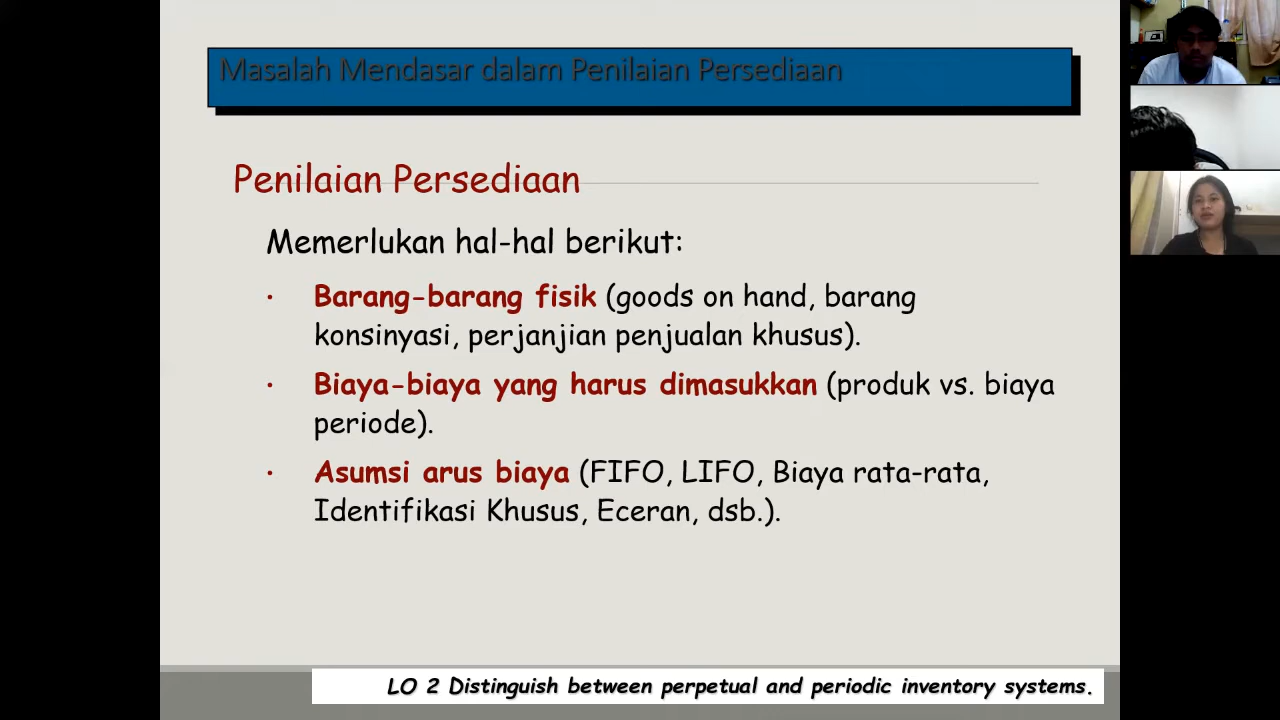 Masalah Mendasar dalam Penilaian Persediaan
Penilaian Persediaan
Memerlukan hal-hal berikut:
• Barang-barang fisik (goods on hand, barang
konsinyasi, perjanjian penjualan khusus).
• Biaya-biaya yang harus dimasukkan (produk vs. biaya
periode).
• Asumsi arus biaya (FIFO, LIFO, Biaya rata-rata,
Identifikasi Khusus, Eceran, dsb.).
LO 2 Distinguish between perpetual and periodic inventory systems.